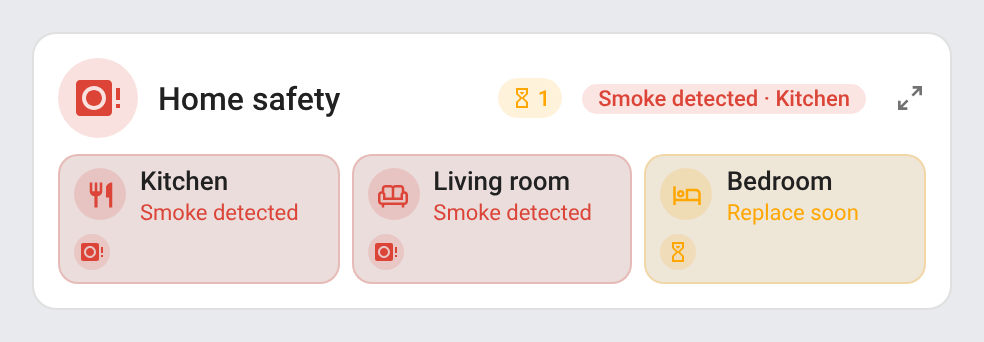 Home safety
1
Smoke detected · Kitchen
Kitchen
Smoke detected
Living room
Smoke detected
Bedroom
Replace soon